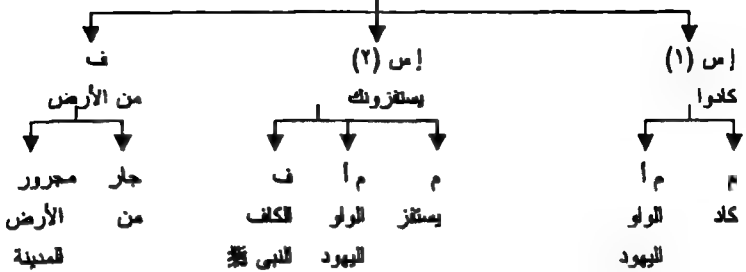 إ س (١) إ س (٢) ف
كادوا يستفزونك من الأرض
م م أ م م أ ف جار مجرور
كاد الواو يستفز الواو الكاف من الأرض
اليهود اليهود النبي ﷺ المدينة